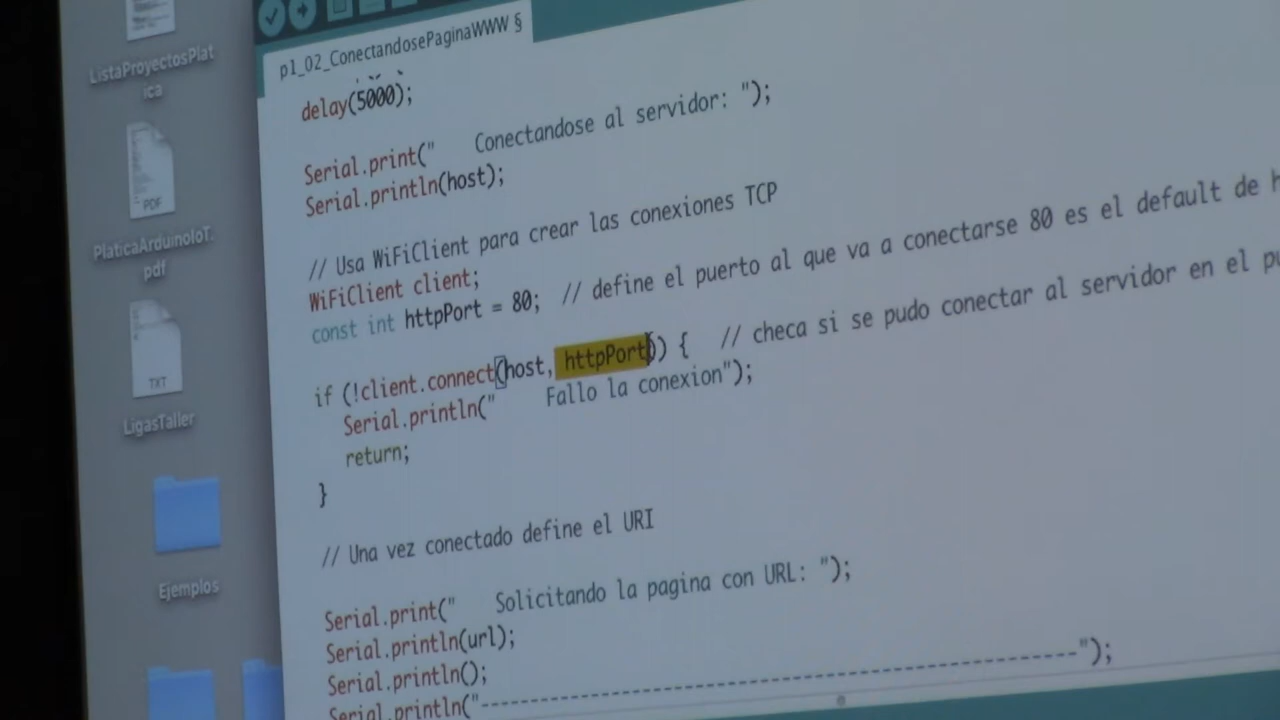 ListaProyectosPlat
ica
PDF
PlaticaArduinoIoT.
pdf
TXT
LigasTaller
Ejemplos
p1_02_ConectandosePaginaWWW §
delay(5000);
Serial.print("   Conectandose al servidor: ");
Serial.println(host);
// Usa WiFiClient para crear las conexiones TCP
WiFiClient client;
const int httpPort = 80;  // define el puerto al que va a conectarse 80 es el default de h
if (!client.connect(host, httpPort)) {   // checa si se pudo conectar al servidor en el pu
Serial.println("    Fallo la conexion");
return;
}
// Una vez conectado define el URI
Serial.print("   Solicitando la pagina con URL: ");
Serial.println(url);
Serial.println();
Serial.println("------------------------------------------------------");